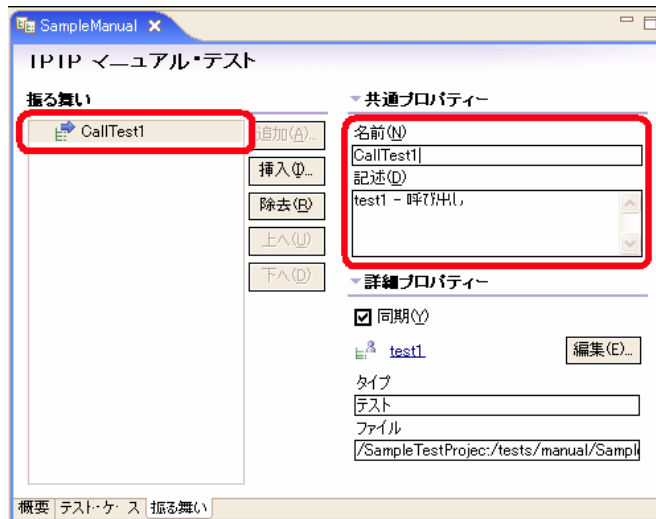 SampleManual
TPTP マニュアル・テスト
振る舞い
CallTest1
追加(A)...
挿入(I)...
除去(R)
上へ(U)
下へ(D)
共通プロパティー
名前(N)
CallTest1
記述(D)
test1 - 呼び出し
詳細プロパティー
同期(Y)
test1
編集(E)...
タイプ
テスト
ファイル
/SampleTestProjec:/tests/manual/Sampl
概要 テスト・ケース 振る舞い